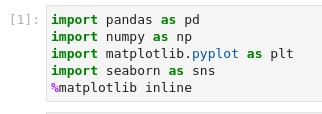 [1]: import pandas as pd
import numpy as np
import matplotlib.pyplot as plt
import seaborn as sns
%matplotlib inline